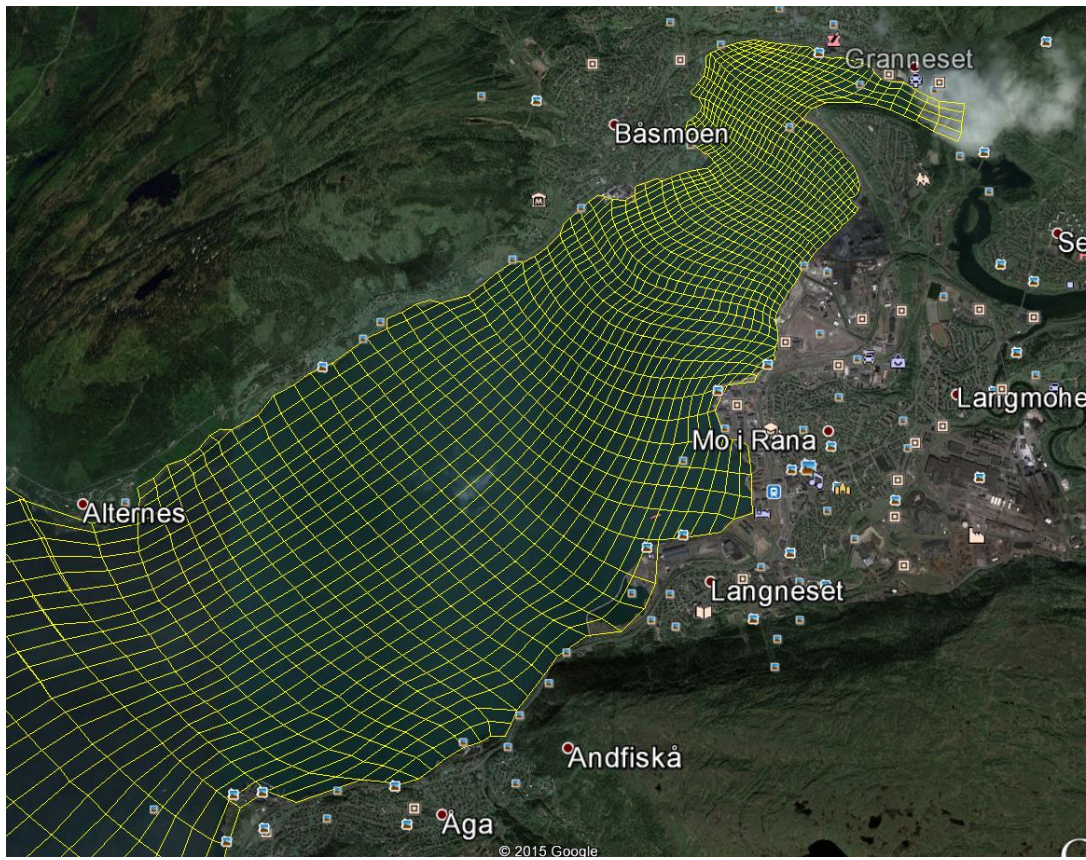 Granneset
Båsmoen
Se
Langmohe
Mo i Rana
Alternes
Langneset
Andfiskå
Åga
© 2015 Google